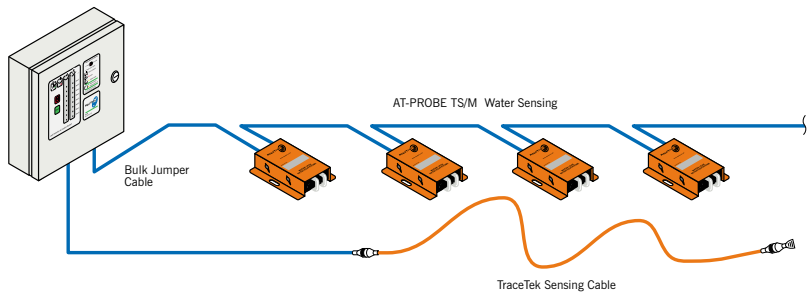 AT-PROBE TS/M Water Sensing
Bulk Jumper
Cable
TraceTek Sensing Cable